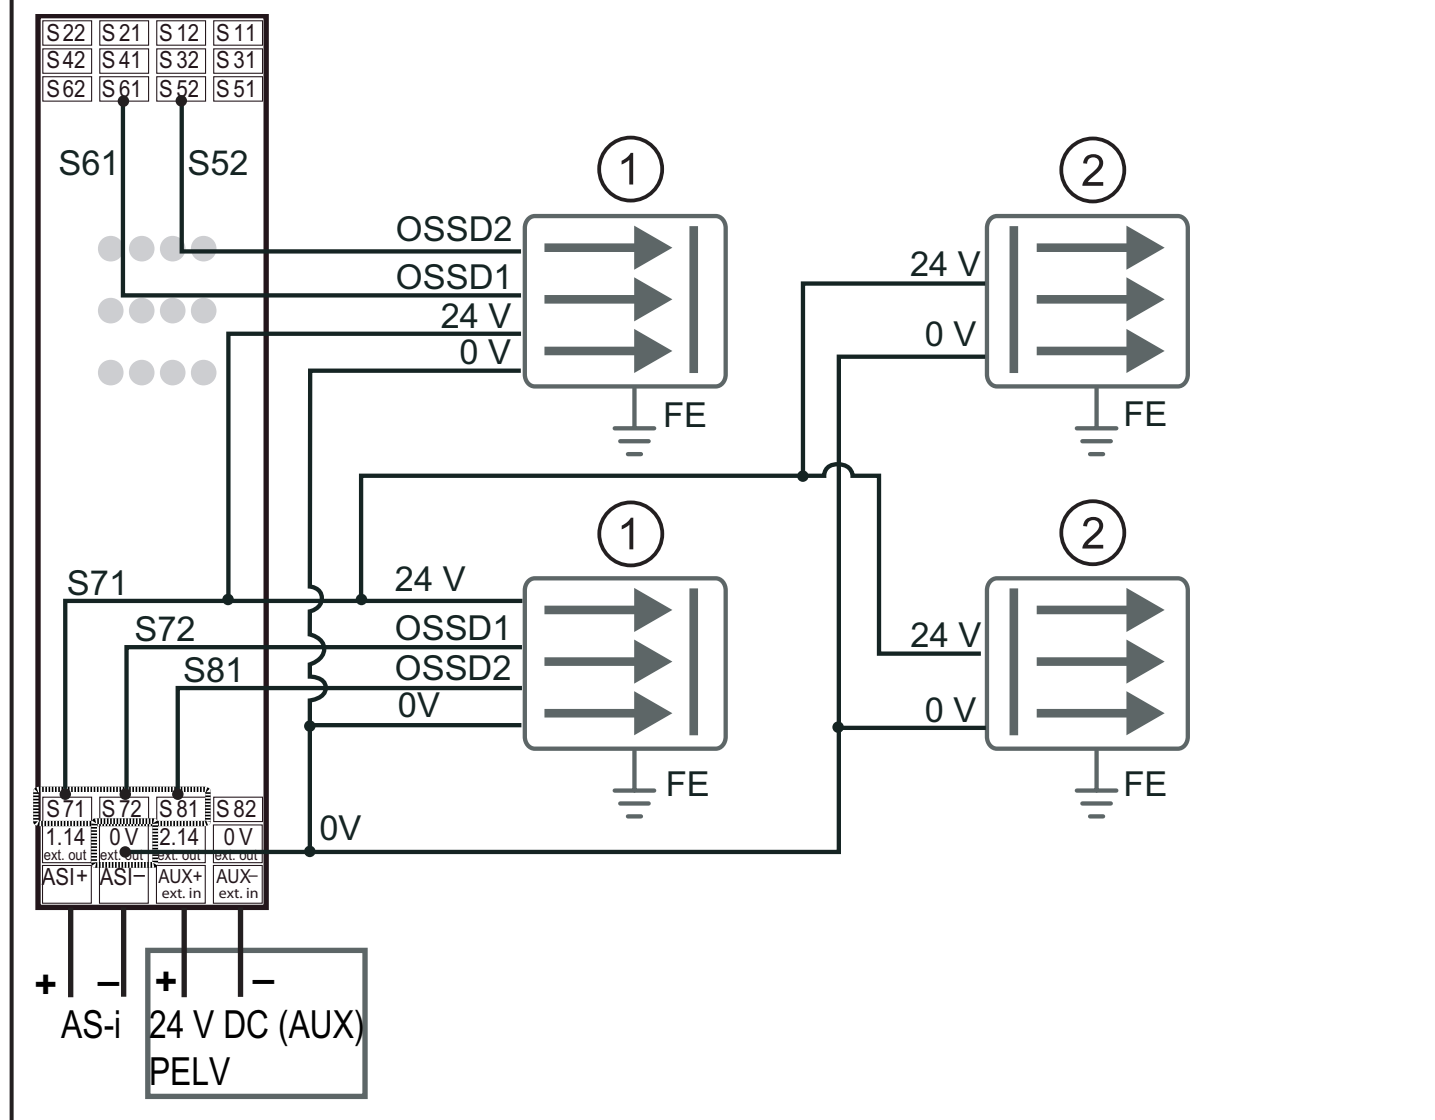 S22 S21 S12 S11
S42 S41 S32 S31
S62 S61 S52 S51
S61 S52
1 2
OSSD2
OSSD1
24 V
0 V
24 V
0 V
FE
FE
1 2
S71
24 V
S72
OSSD1
S81
OSSD2
0V
24 V
0 V
FE
FE
S71 S72 S81 S82
1.14 0 V 2.14 0 V
ext. out ext. out ext. out ext. out
0V
ASI+ ASI− AUX+ AUX−
ext. in ext. in
+ − + −
AS-i
24 V DC (AUX)
PELV